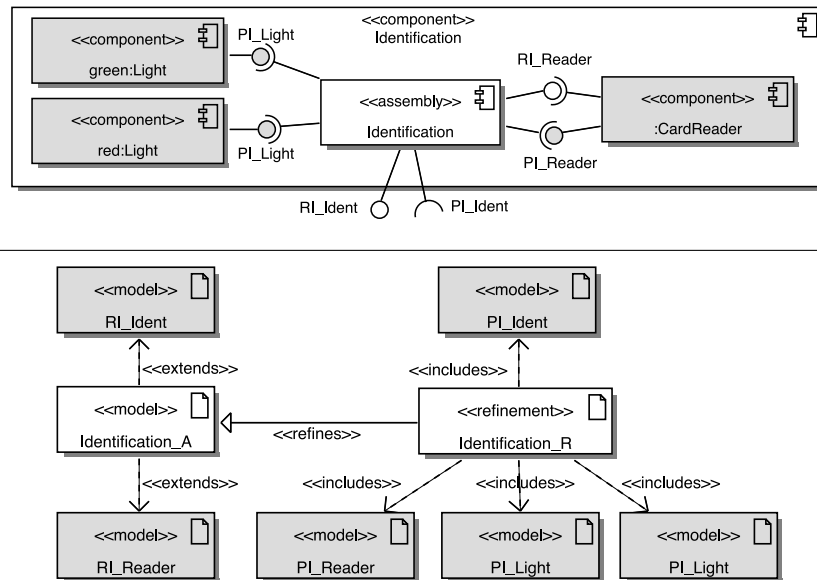 <<component>>
Identification
<<component>>
green:Light
PI_Light
<<component>>
red:Light
PI_Light
<<assembly>>
Identification
RI_Reader
PI_Reader
<<component>>
:CardReader
RI_Ident
PI_Ident
<<model>>
RI_Ident
<<model>>
PI_Ident
<<extends>>
<<includes>>
<<model>>
Identification_A
<<refines>>
<<refinement>>
Identification_R
<<extends>>
<<includes>>
<<includes>>
<<includes>>
<<model>>
RI_Reader
<<model>>
PI_Reader
<<model>>
PI_Light
<<model>>
PI_Light